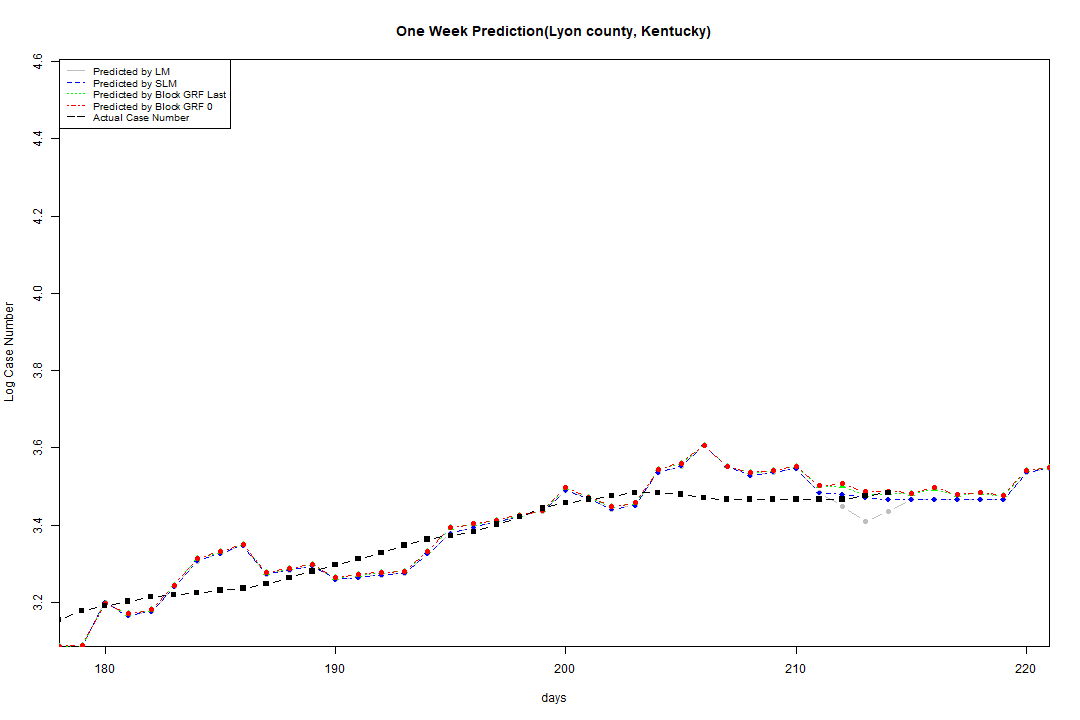 One Week Prediction(Lyon county, Kentucky)
Predicted by LM
Predicted by SLM
Predicted by Block GRF Last
Predicted by Block GRF 0
Actual Case Number
4.6
4.4
4.2
4.0
3.8
3.6
3.4
3.2
Log Case Number
180 190 200 210 220
days